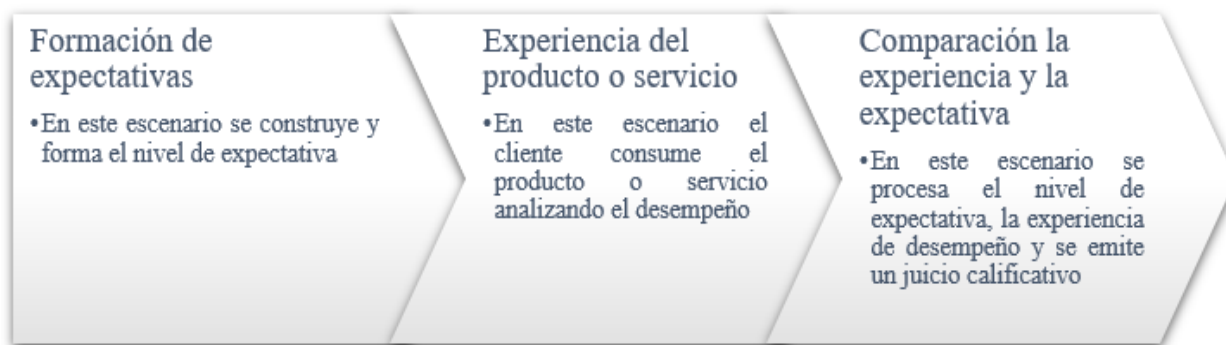 Formación de
expectativas
•En este escenario se construye y
forma el nivel de expectativa
Experiencia del
producto o servicio
•En este escenario el
cliente consume el
producto o servicio
analizando el desempeño
Comparación la
experiencia y la
expectativa
•En este escenario se
procesa el nivel de
expectativa, la experiencia
de desempeño y se emite
un juicio calificativo